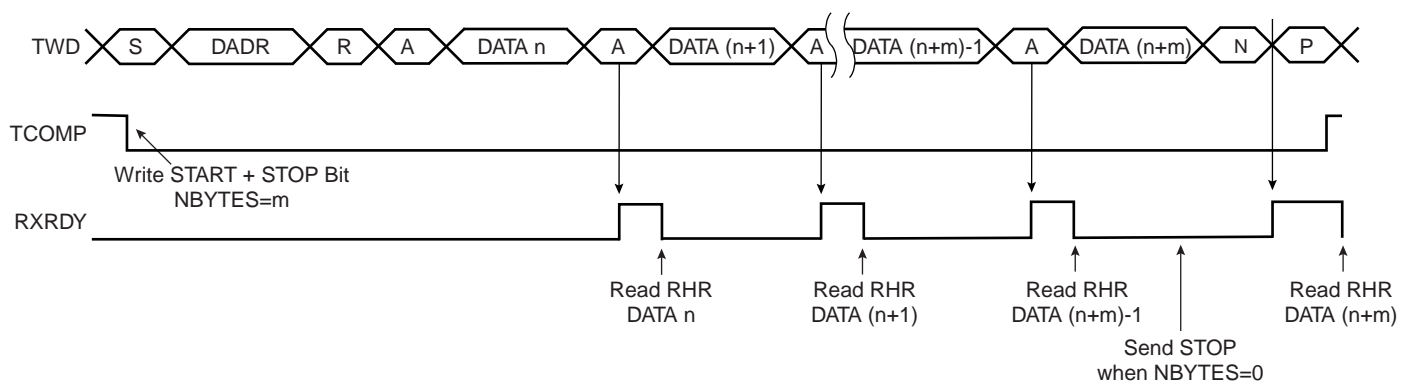 TWD S DADR R A DATA n A DATA (n+1) A DATA (n+m)-1 A DATA (n+m) N P
TCOMP
Write START + STOP Bit
NBYTES=m
RXRDY
Read RHR
DATA n
Read RHR
DATA (n+1)
Read RHR
DATA (n+m)-1
Read RHR
DATA (n+m)
Send STOP
when NBYTES=0